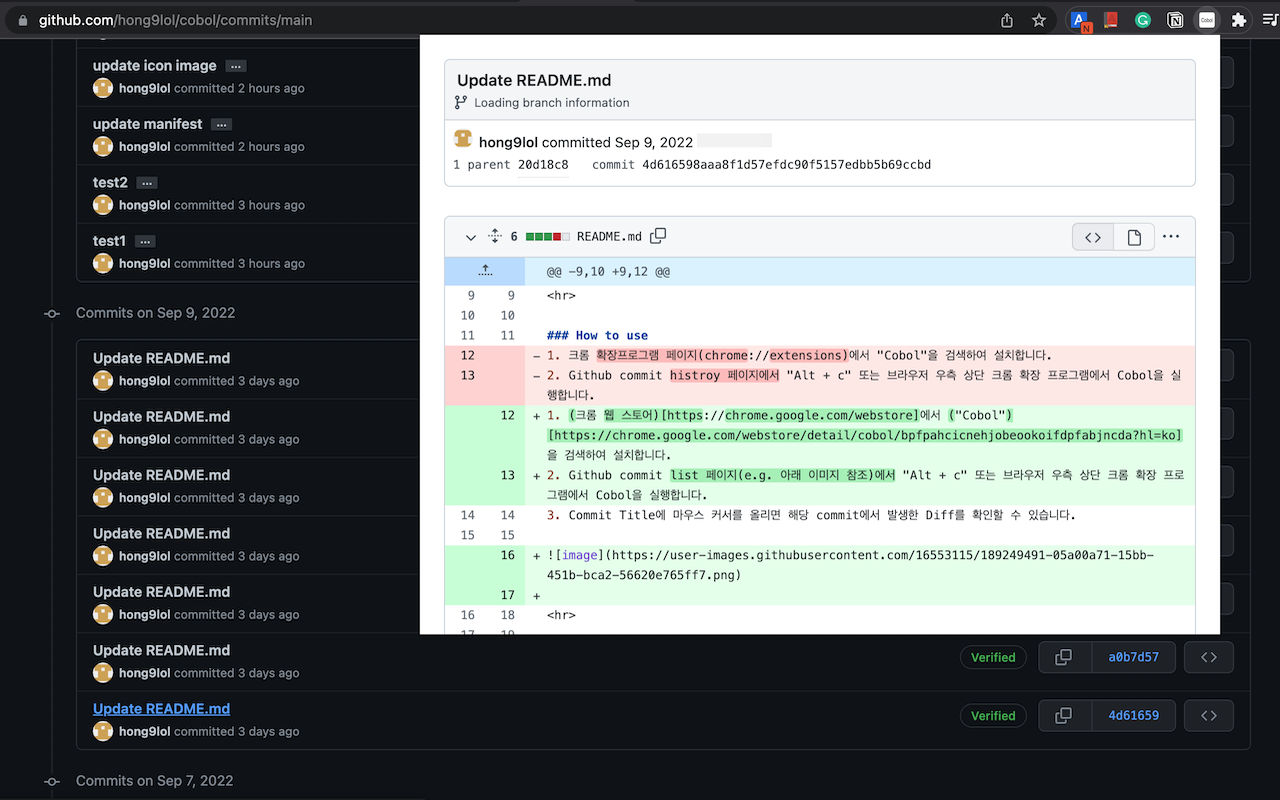 github.com/hong9lol/cobol/commits/main
update icon image ...
hong9lol committed 2 hours ago
update manifest ...
hong9lol committed 2 hours ago
test2 ...
hong9lol committed 3 hours ago
test1 ...
hong9lol committed 3 hours ago
Commits on Sep 9, 2022
Update README.md
hong9lol committed 3 days ago
Update README.md
hong9lol committed 3 days ago
Update README.md
hong9lol committed 3 days ago
Update README.md
hong9lol committed 3 days ago
Update README.md
hong9lol committed 3 days ago
Update README.md
hong9lol committed 3 days ago
Verified
a0b7d57
Update README.md
hong9lol committed 3 days ago
Verified
4d61659
Commits on Sep 7, 2022
Update README.md
Loading branch information
hong9lol committed Sep 9, 2022
1 parent 20d18c8 commit 4d616598aaa8f1d57efdc90f5157edbb5b69ccbd
6 README.md
@@ -9,10 +9,12 @@
9 9 <hr>
10 10
11 11 ### How to use
12 - 1. 크롬 확장프로그램 페이지(chrome://extensions)에서 "Cobol"을 검색하여 설치합니다.
13 - 2. Github commit histroy 페이지에서 "Alt + c" 또는 브라우저 우측 상단 크롬 확장 프로그램에서 Cobol을 실
행합니다.
12 + 1. (크롬 웹 스토어)[https://chrome.google.com/webstore]에서 ("Cobol")
[https://chrome.google.com/webstore/detail/cobol/bpfpahcicnehjobeookoifdpfabjncda?hl=ko]
을 검색하여 설치합니다.
13 + 2. Github commit list 페이지(e.g. 아래 이미지 참조)에서 "Alt + c" 또는 브라우저 우측 상단 크롬 확장 프로
그램에서 Cobol을 실행합니다.
14 14 3. Commit Title에 마우스 커서를 올리면 해당 commit에서 발생한 Diff를 확인할 수 있습니다.
15 15
16 + ![image](https://user-images.githubusercontent.com/16553115/189249491-05a00a71-15bb-
451b-bca2-56620e765ff7.png)
17 +
16 18 <hr>
17 19